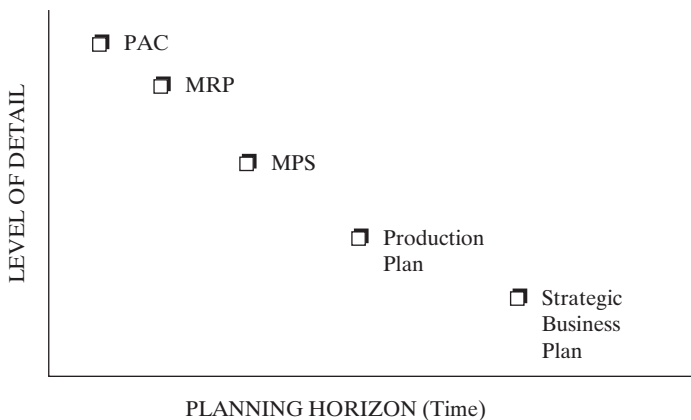 LEVEL OF DETAIL
PAC
MRP
MPS
Production
Plan
Strategic
Business
Plan
PLANNING HORIZON (Time)